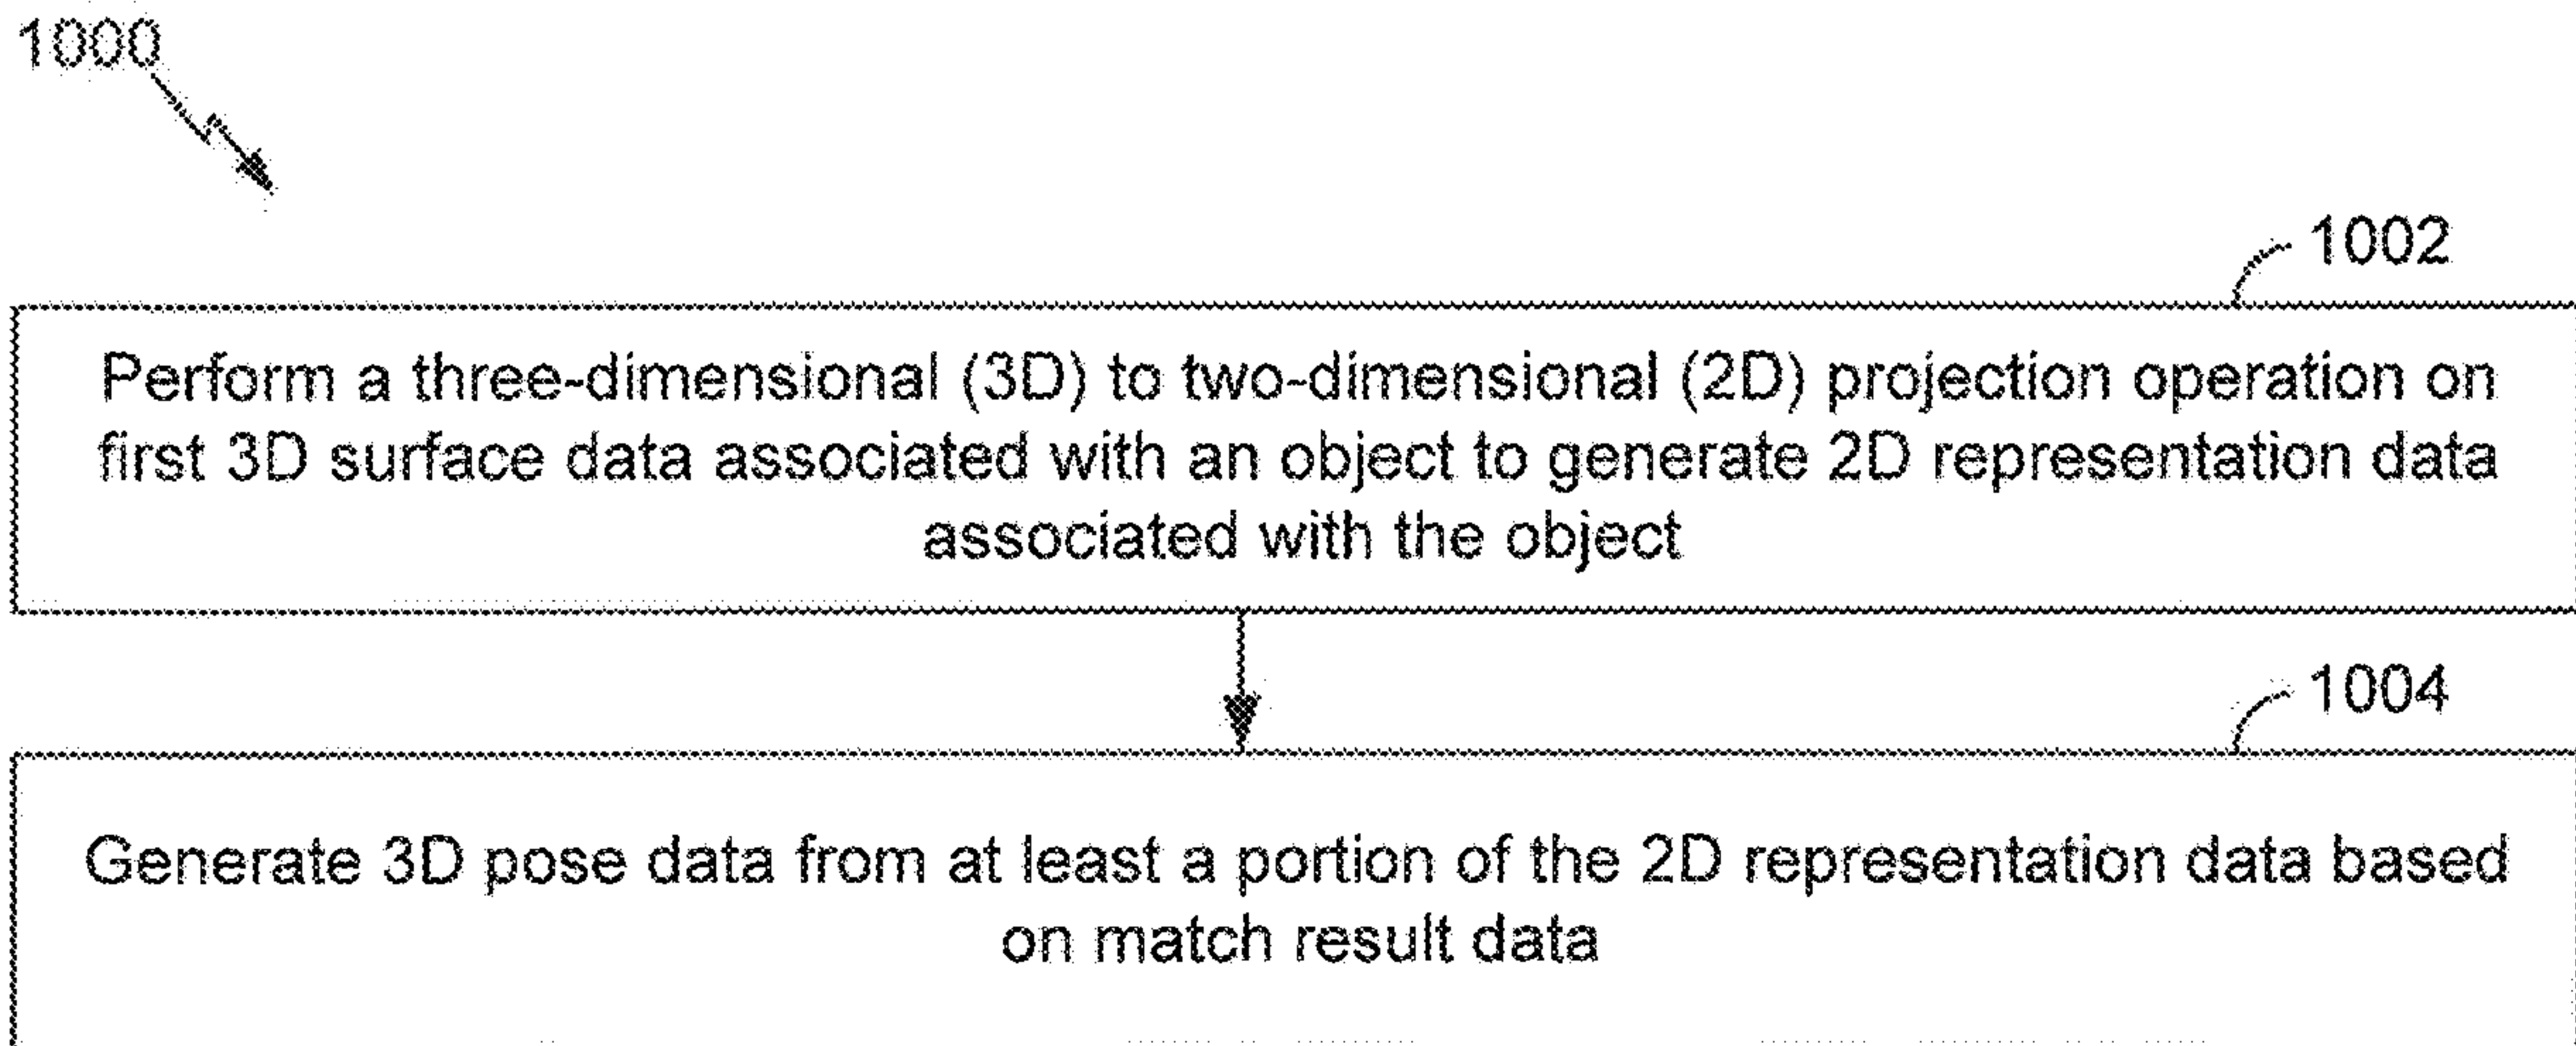 1000
1002
Perform a three-dimensional (3D) to two-dimensional (2D) projection operation on
first 3D surface data associated with an object to generate 2D representation data
associated with the object
1004
Generate 3D pose data from at least a portion of the 2D representation data based
on match result data